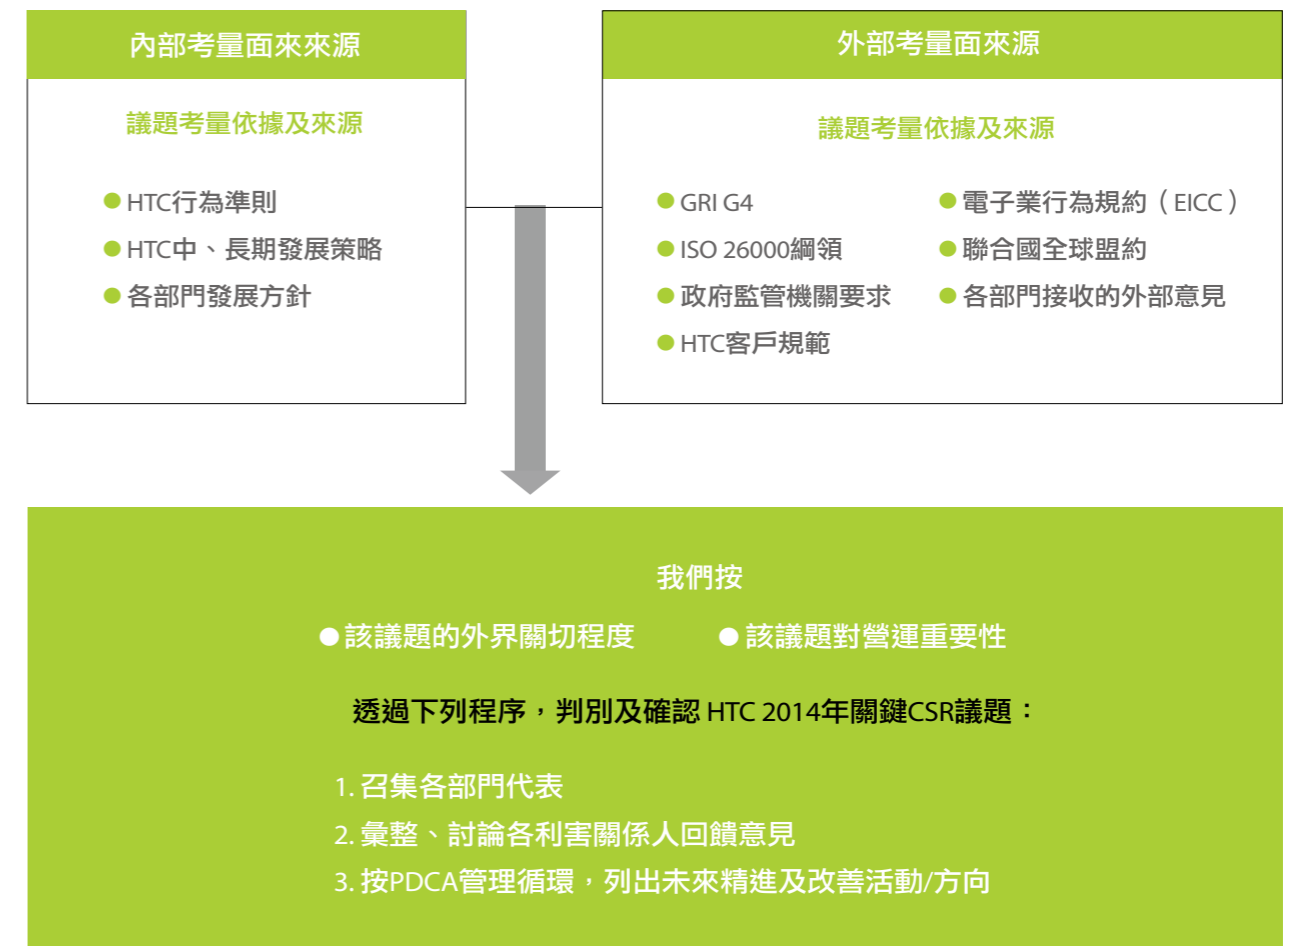 內部考量面來來源
議題考量依據及來源
●HTC行為準則
●HTC中、長期發展策略
●各部門發展方針
外部考量面來源
議題考量依據及來源
●GRI G4
●ISO 26000綱領
●政府監管機關要求
●HTC客戶規範
●電子業行為規約（EICC）
●聯合國全球盟約
●各部門接收的外部意見
我們按
●該議題的外界關切程度 ●該議題對營運重要性
透過下列程序，判別及確認 HTC 2014年關鍵CSR議題：
1. 召集各部門代表
2. 彙整、討論各利害關係人回饋意見
3. 按PDCA管理循環，列出未來精進及改善活動/方向